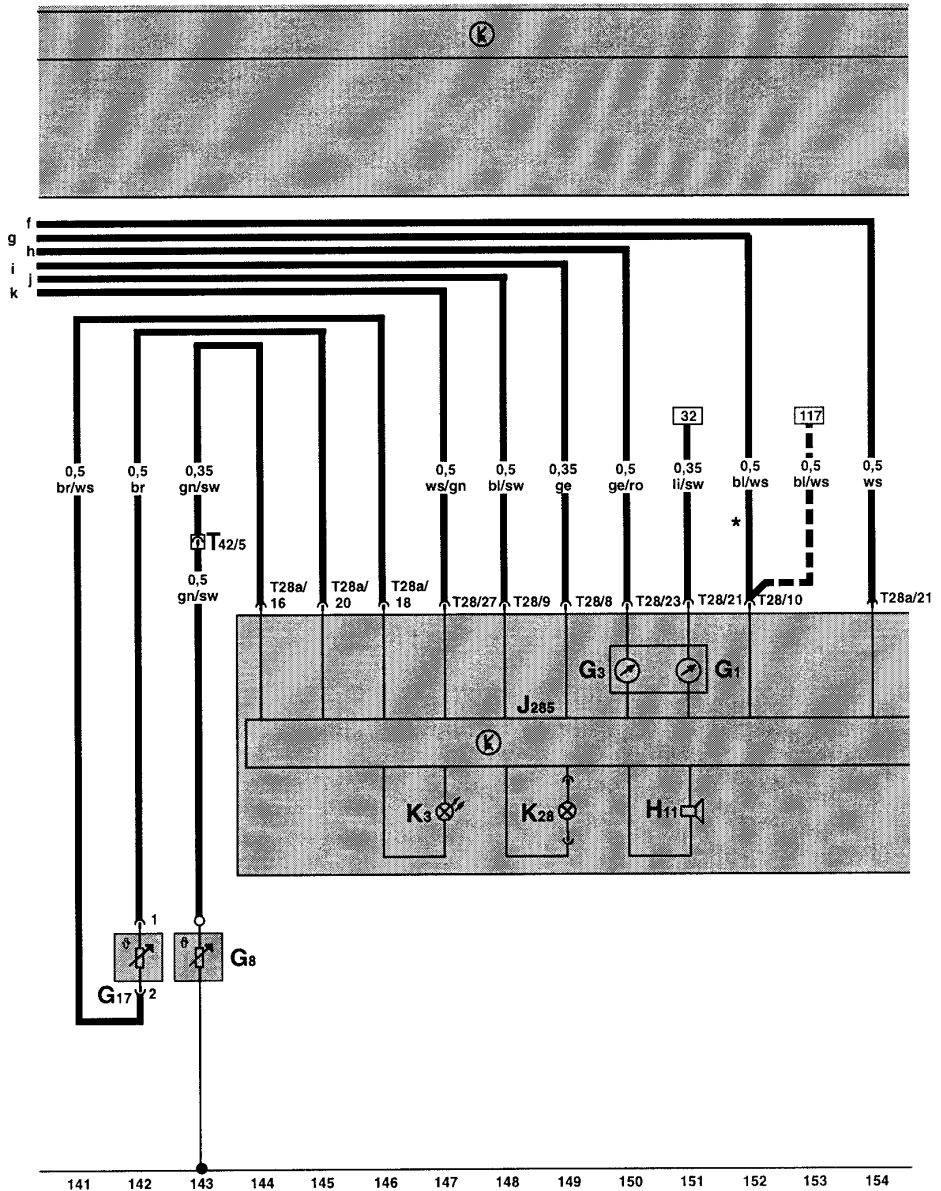 K
f
g
h
i
j
k
32
117
0,5 0,5 0,35 0,5 0,5 0,35 0,5 0,35 0,5 0,5 0,5
br/ws br gn/sw ws/gn bl/sw ge ge/ro li/sw bl/ws bl/ws ws
*
T42/5
0,5
gn/sw
T28a/16 T28a/20 T28a/18 T28/27 T28/9 T28/8 T28/23 T28/21 T28/10 T28a/21
G3 G1
J285
K
K3 K28 H11
1
ϑ ϑ
G8
G17 2
141 142 143 144 145 146 147 148 149 150 151 152 153 154